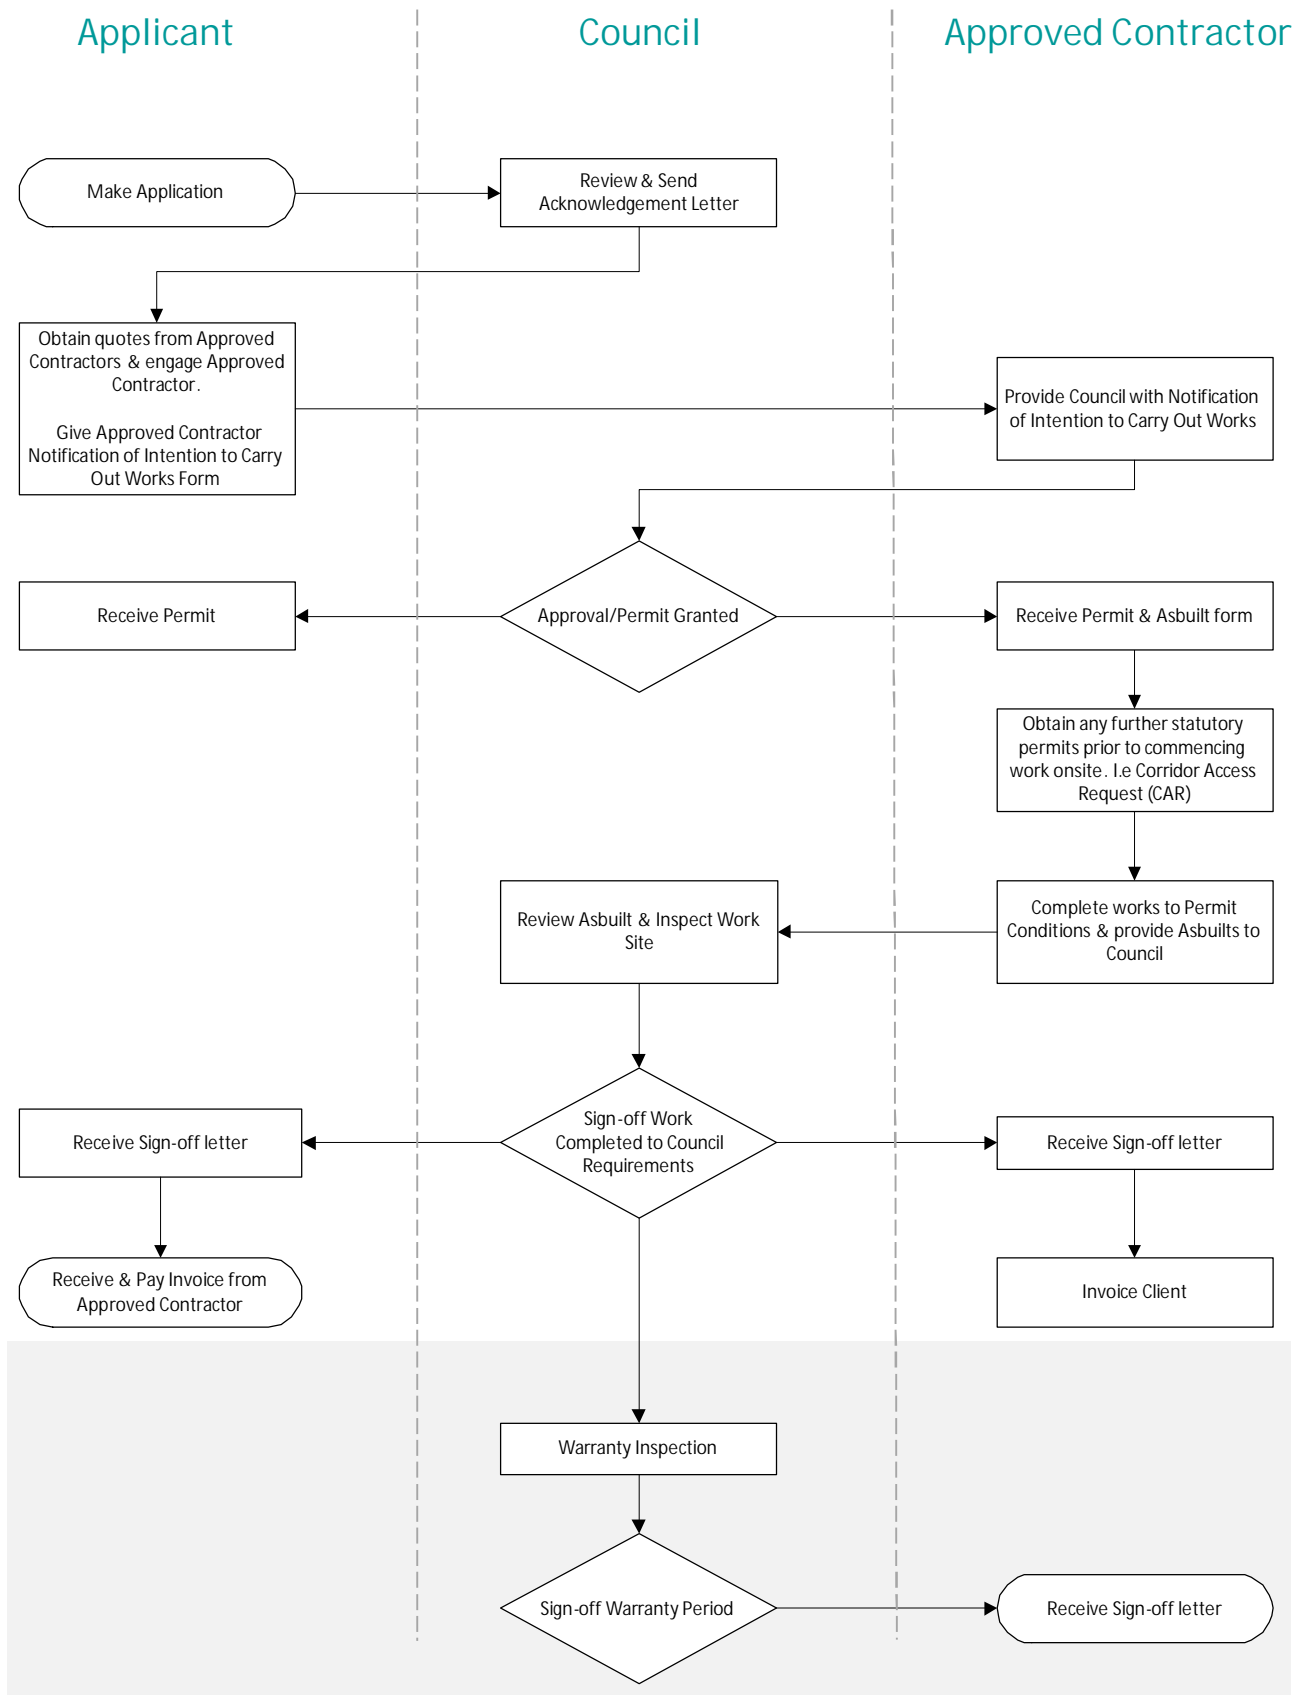 Applicant
Council
Approved Contractor
Make Application
Review & Send
Acknowledgement Letter
Obtain quotes from Approved
Contractors & engage Approved
Contractor.
Give Approved Contractor
Notification of Intention to Carry
Out Works Form
Provide Council with Notification
of Intention to Carry Out Works
Receive Permit
Approval/Permit Granted
Receive Permit & Asbuilt form
Obtain any further statutory
permits prior to commencing
work onsite. I.e Corridor Access
Request (CAR)
Review Asbuilt & Inspect Work
Site
Complete works to Permit
Conditions & provide Asbuilts to
Council
Receive Sign-off letter
Sign-off Work
Completed to Council
Requirements
Receive Sign-off letter
Receive & Pay Invoice from
Approved Contractor
Invoice Client
Warranty Inspection
Sign-off Warranty Period
Receive Sign-off letter